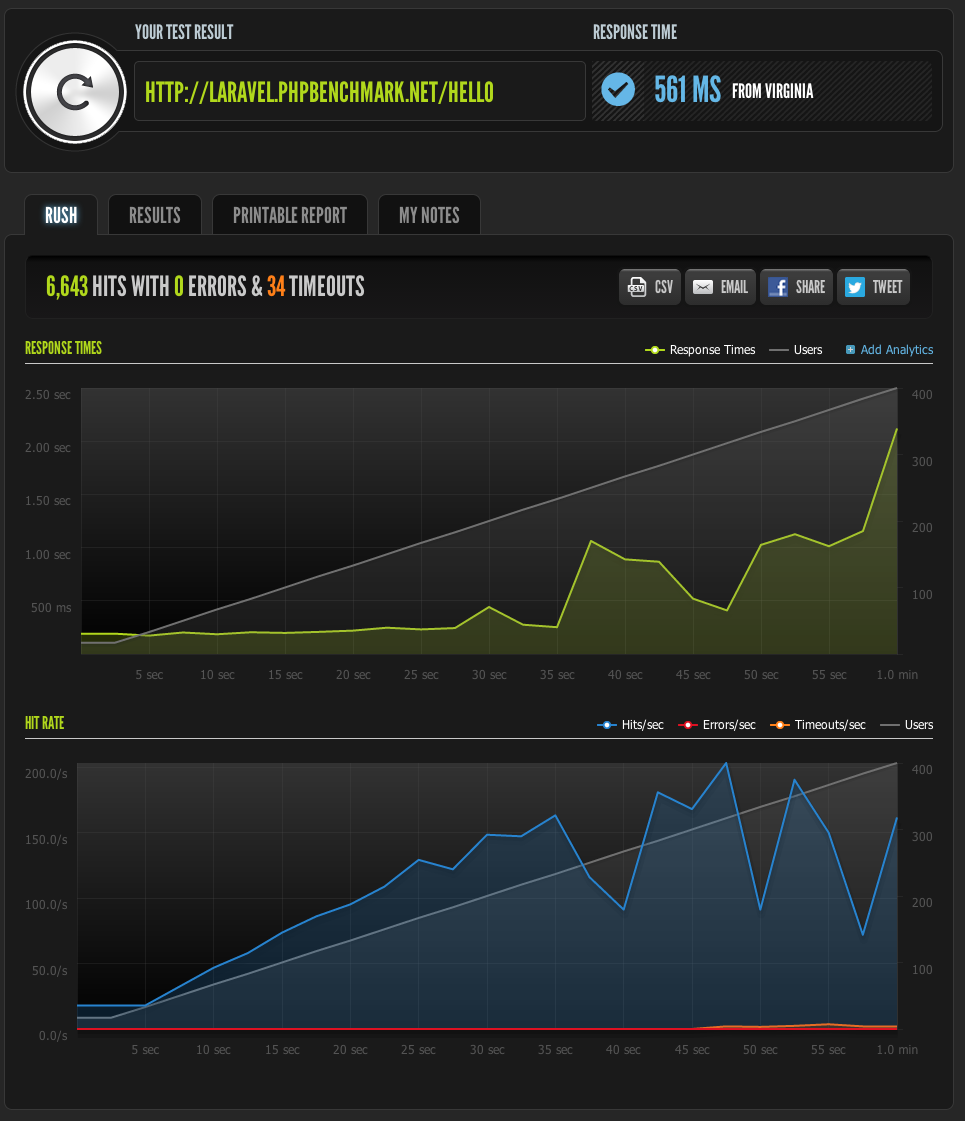 YOUR TEST RESULT RESPONSE TIME
HTTP://LARAVEL.PHPBENCHMARK.NET/HELLO 561 MS FROM VIRGINIA
RUSH RESULTS PRINTABLE REPORT MY NOTES
6,643 HITS WITH 0 ERRORS & 34 TIMEOUTS CSV CSV EMAIL SHARE TWEET
RESPONSE TIMES Response Times Users Add Analytics
2.50 sec 400
2.00 sec
300
1.50 sec
200
1.00 sec
100
500 ms
5 sec 10 sec 15 sec 20 sec 25 sec 30 sec 35 sec 40 sec 45 sec 50 sec 55 sec 1.0 min
HIT RATE Hits/sec Errors/sec Timeouts/sec Users
200.0/s 400
150.0/s 300
100.0/s 200
50.0/s 100
0.0/s
5 sec 10 sec 15 sec 20 sec 25 sec 30 sec 35 sec 40 sec 45 sec 50 sec 55 sec 1.0 min